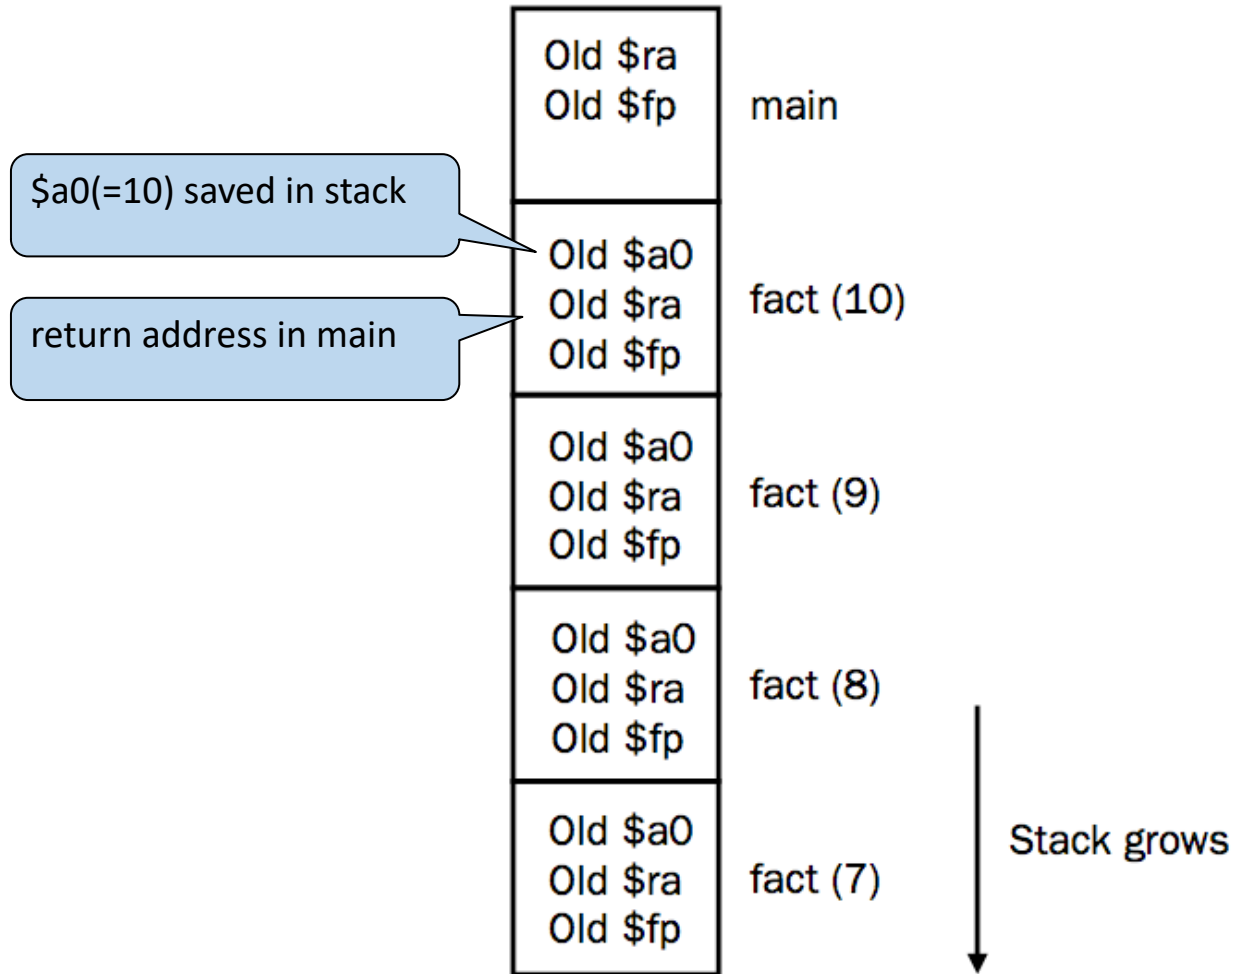 Old $ra
Old $fp
main
$a0(=10) saved in stack
Old $a0
Old $ra
Old $fp
fact (10)
return address in main
Old $a0
Old $ra
Old $fp
fact (9)
Old $a0
Old $ra
Old $fp
fact (8)
Old $a0
Old $ra
Old $fp
fact (7)
Stack grows